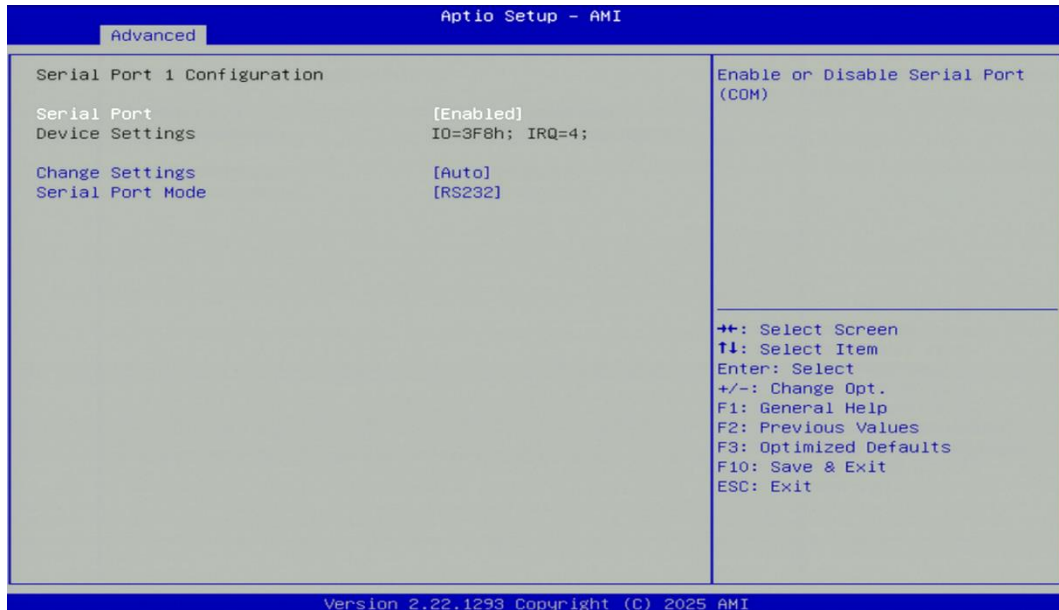 Aptio Setup - AMI
Advanced
Serial Port 1 Configuration
Serial Port [Enabled]
Device Settings IO=3F8h; IRQ=4;
Change Settings [Auto]
Serial Port Mode [RS232]
Enable or Disable Serial Port
(COM)
→←: Select Screen
↑↓: Select Item
Enter: Select
+/-: Change Opt.
F1: General Help
F2: Previous Values
F3: Optimized Defaults
F10: Save & Exit
ESC: Exit
Version 2.22.1293 Copyright (C) 2025 AMI